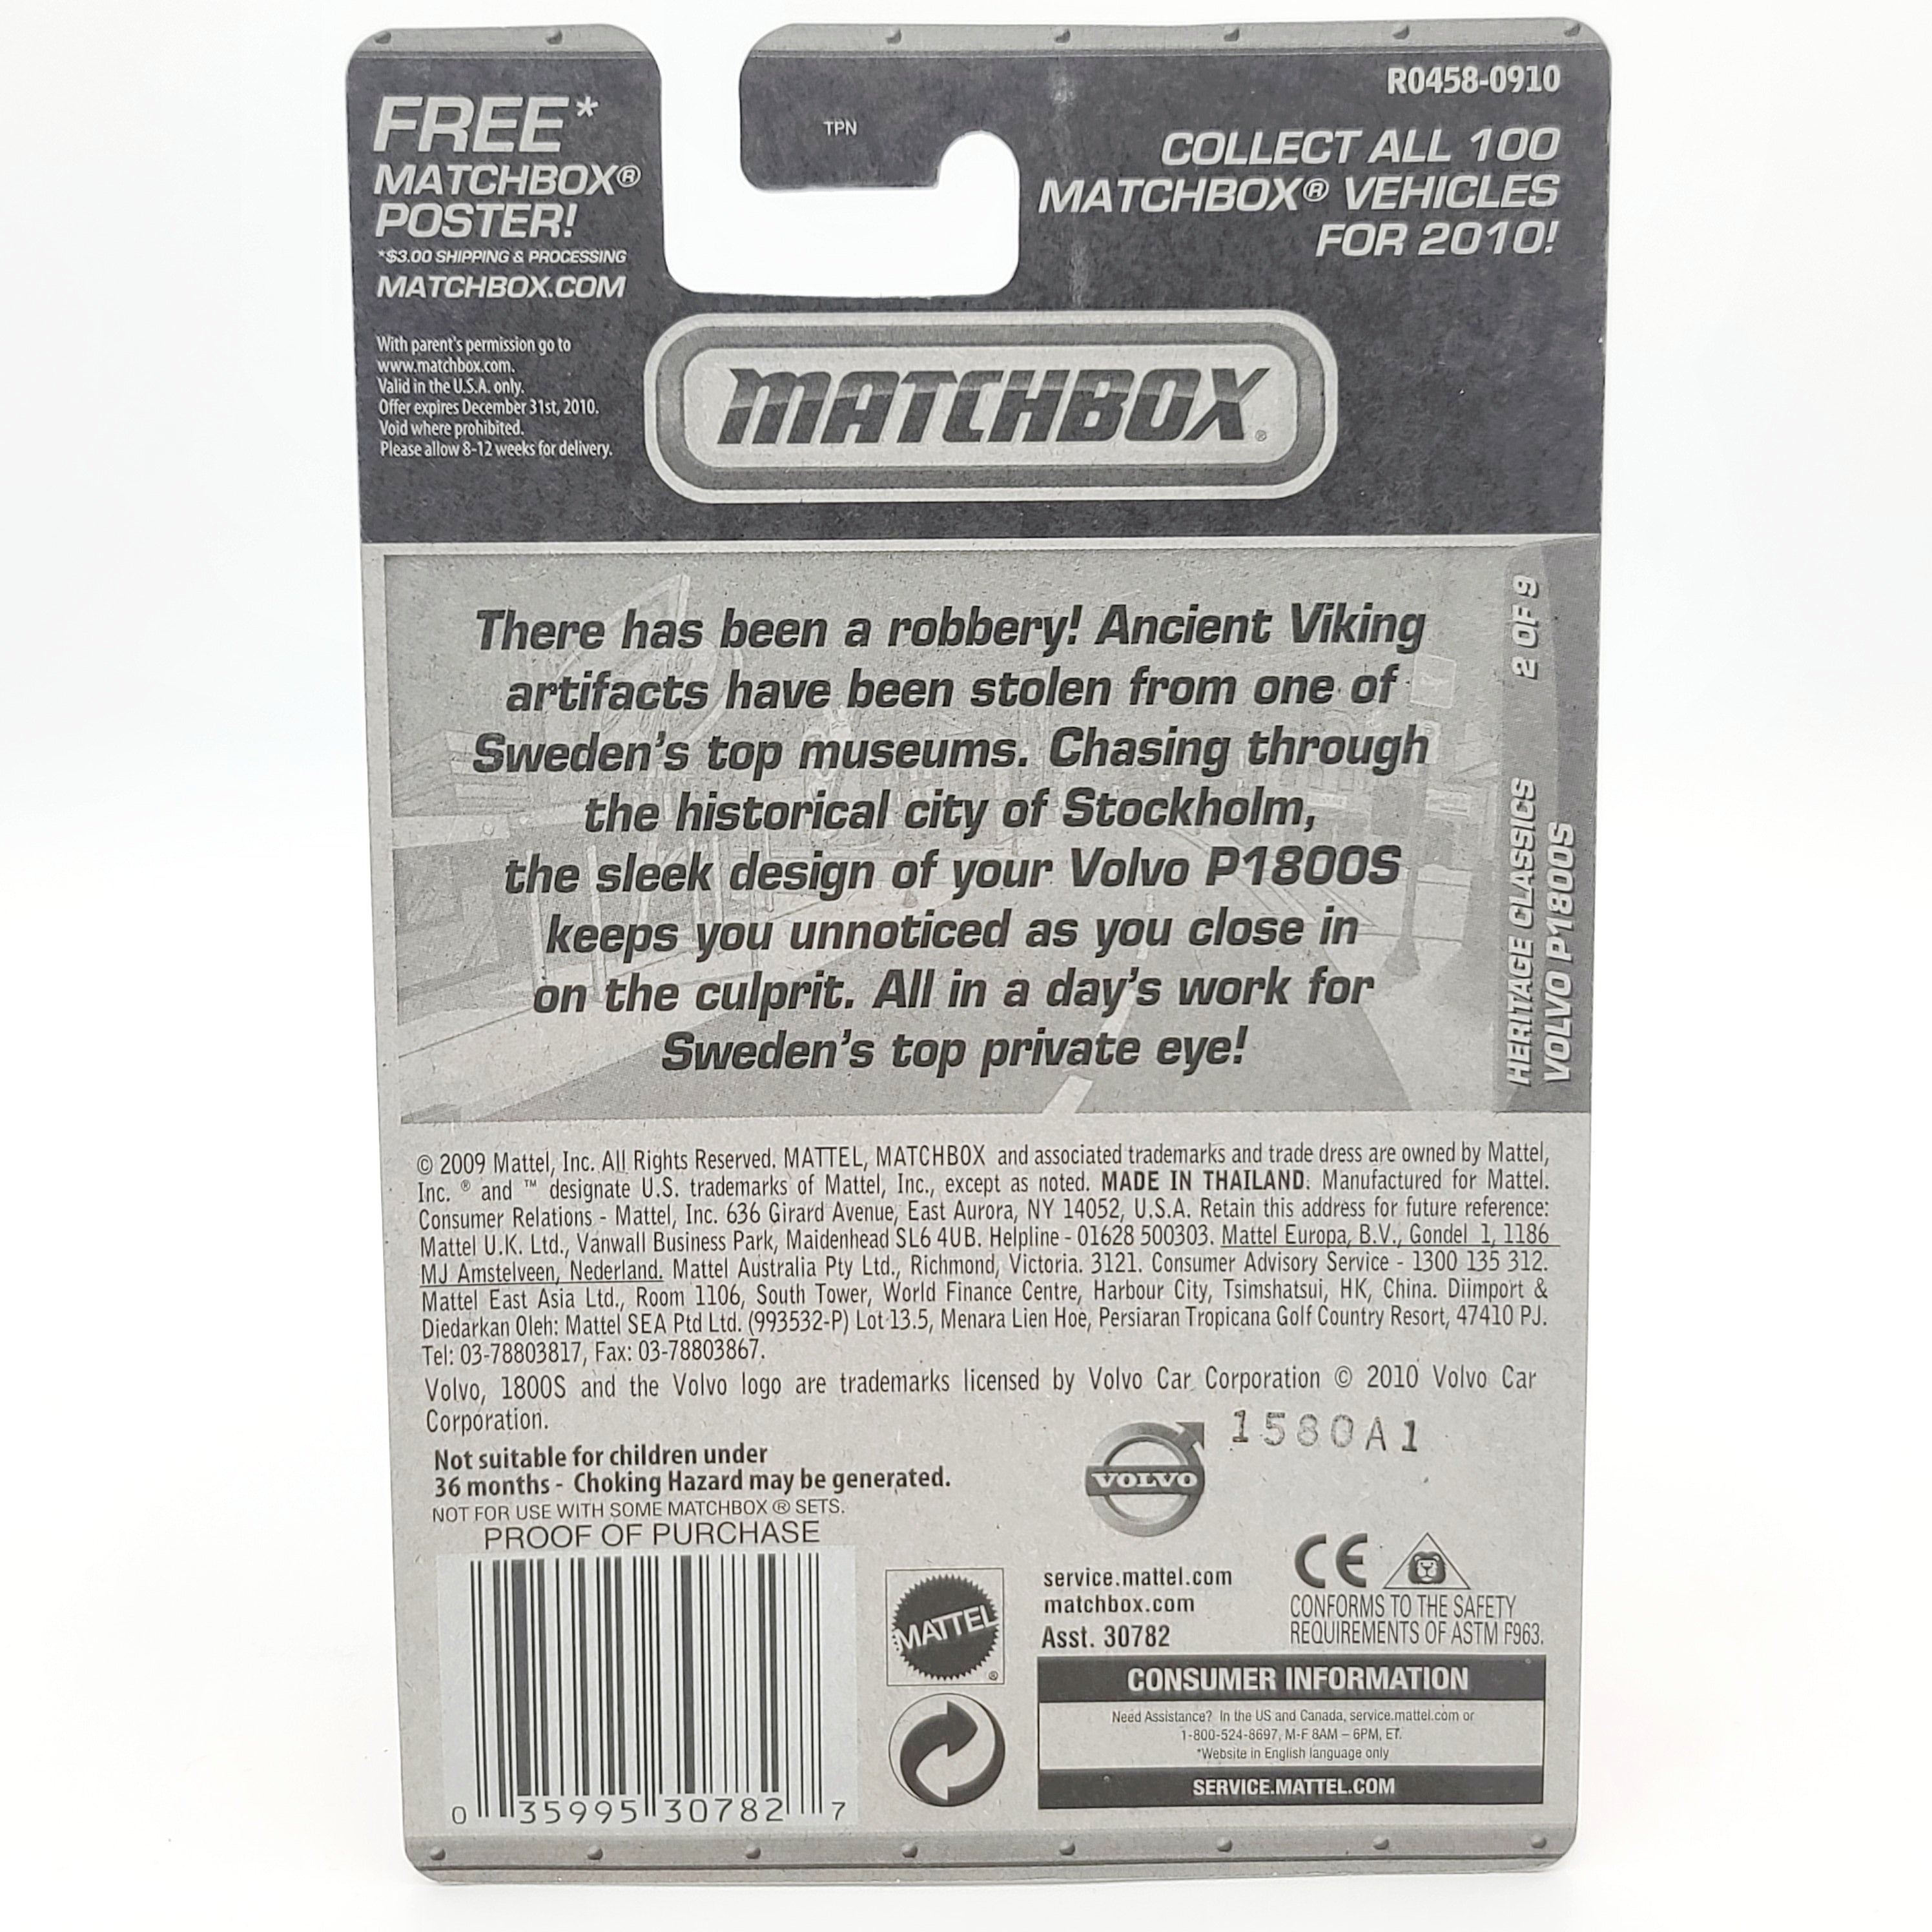 FREE*
MATCHBOX®
POSTER!
*$3.00 SHIPPING & PROCESSING
MATCHBOX.COM
With parent's permission go to
www.matchbox.com.
Valid in the U.S.A. only.
Offer expires December 31st, 2010.
Void where prohibited.
Please allow 8-12 weeks for delivery.
TPN
R0458-0910
COLLECT ALL 100
MATCHBOX® VEHICLES
FOR 2010!
MATCHBOX®
There has been a robbery! Ancient Viking
artifacts have been stolen from one of
Sweden's top museums. Chasing through
the historical city of Stockholm,
the sleek design of your Volvo P1800S
keeps you unnoticed as you close in
on the culprit. All in a day's work for
Sweden's top private eye!
HERITAGE CLASSICS 2 OF 9
VOLVO P1800S
© 2009 Mattel, Inc. All Rights Reserved. MATTEL, MATCHBOX and associated trademarks and trade dress are owned by Mattel,
Inc. ® and ™ designate U.S. trademarks of Mattel, Inc., except as noted. MADE IN THAILAND. Manufactured for Mattel.
Consumer Relations - Mattel, Inc. 636 Girard Avenue, East Aurora, NY 14052, U.S.A. Retain this address for future reference:
Mattel U.K. Ltd., Vanwall Business Park, Maidenhead SL6 4UB. Helpline - 01628 500303. Mattel Europa, B.V., Gondel 1, 1186
MJ Amstelveen, Nederland. Mattel Australia Pty Ltd., Richmond, Victoria. 3121. Consumer Advisory Service - 1300 135 312.
Mattel East Asia Ltd., Room 1106, South Tower, World Finance Centre, Harbour City, Tsimshatsui, HK, China. Diimport &
Diedarkan Oleh: Mattel SEA Ptd Ltd. (993532-P) Lot 13.5, Menara Lien Hoe, Persiaran Tropicana Golf Country Resort, 47410 PJ.
Tel: 03-78803817, Fax: 03-78803867.
Volvo, 1800S and the Volvo logo are trademarks licensed by Volvo Car Corporation © 2010 Volvo Car
Corporation.
1580A1
VOLVO
Not suitable for children under
36 months - Choking Hazard may be generated.
NOT FOR USE WITH SOME MATCHBOX ® SETS.
PROOF OF PURCHASE
0 35995 30782 7
MATTEL®
service.mattel.com
matchbox.com
Asst. 30782
CE
CONFORMS TO THE SAFETY
REQUIREMENTS OF ASTM F963.
CONSUMER INFORMATION
Need Assistance? In the US and Canada, service.mattel.com or
1-800-524-8697, M-F 8AM – 6PM, ET.
*Website in English language only
SERVICE.MATTEL.COM